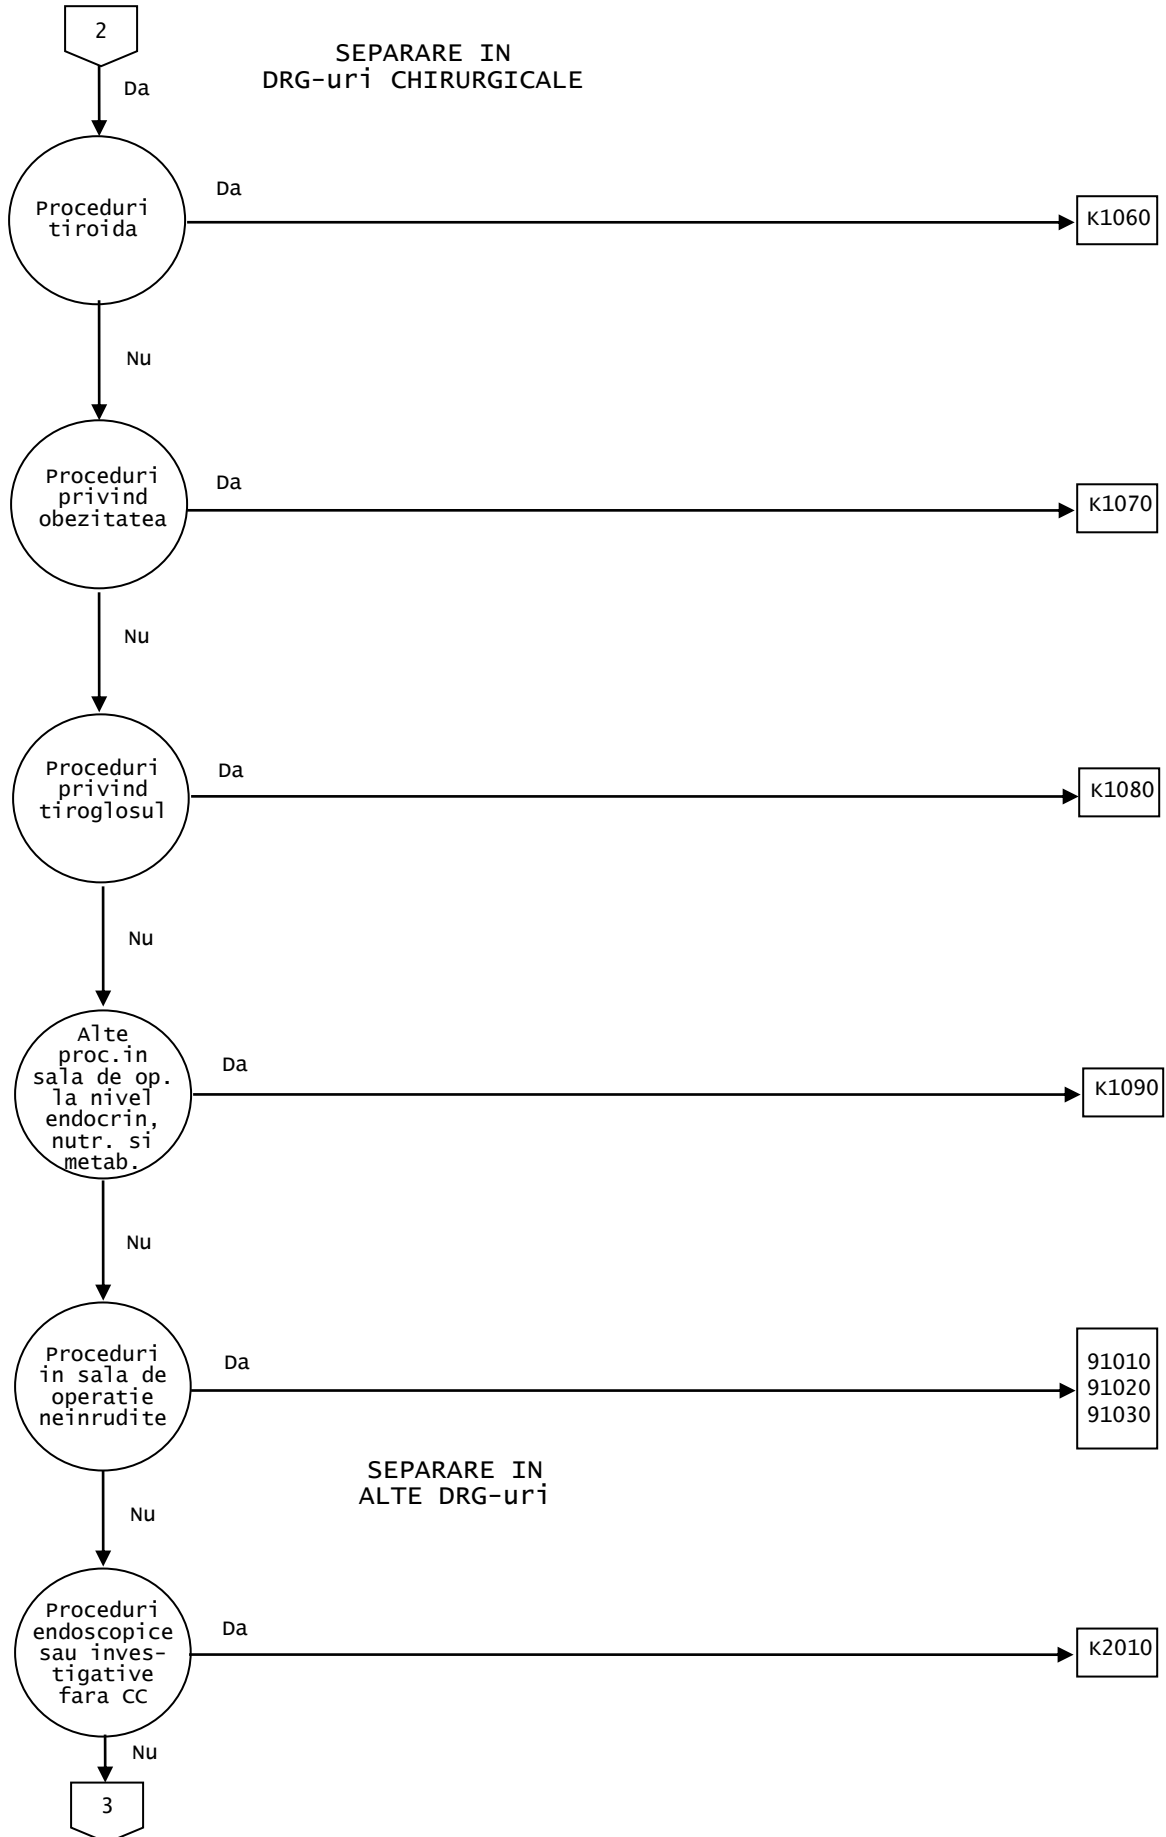 2
SEPARARE IN
DRG-uri CHIRURGICALE
Da
Proceduri
tiroida
Da
K1060
Nu
Proceduri
privind
obezitatea
Da
K1070
Nu
Proceduri
privind
tiroglosul
Da
K1080
Nu
Alte
proc.in
sala de op.
la nivel
endocrin,
nutr. si
metab.
Da
K1090
Nu
Proceduri
in sala de
operatie
neinrudite
Da
91010
91020
91030
SEPARARE IN
ALTE DRG-uri
Nu
Proceduri
endoscopice
sau inves-
tigative
fara CC
Da
K2010
Nu
3